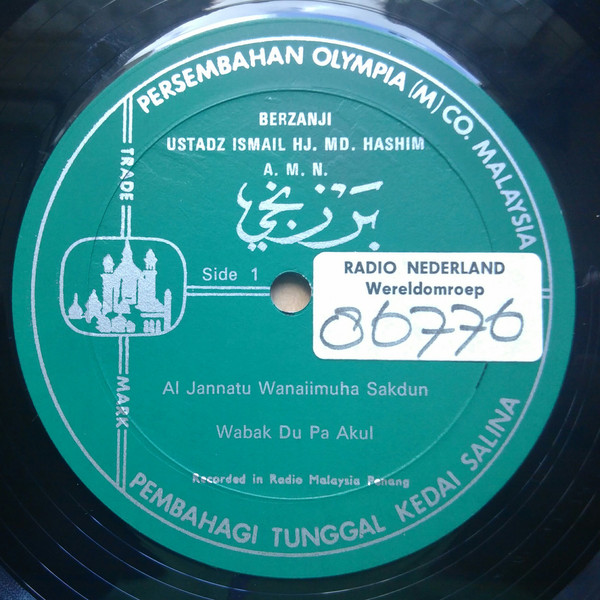 PERSEMBAHAN OLYMPIA (M) CO. MALAYSIA
BERZANJI
USTADZ ISMAIL HJ. MD. HASHIM
A. M. N.
برزنجي
TRADE
MARK
Side 1
RADIO NEDERLAND
Wereldomroep
86776
Al Jannatu Wanaiimuha Sakdun
Wabak Du Pa Akul
Recorded in Radio Malaysia Penang
PEMBAHAGI TUNGGAL KEDAI SALINA